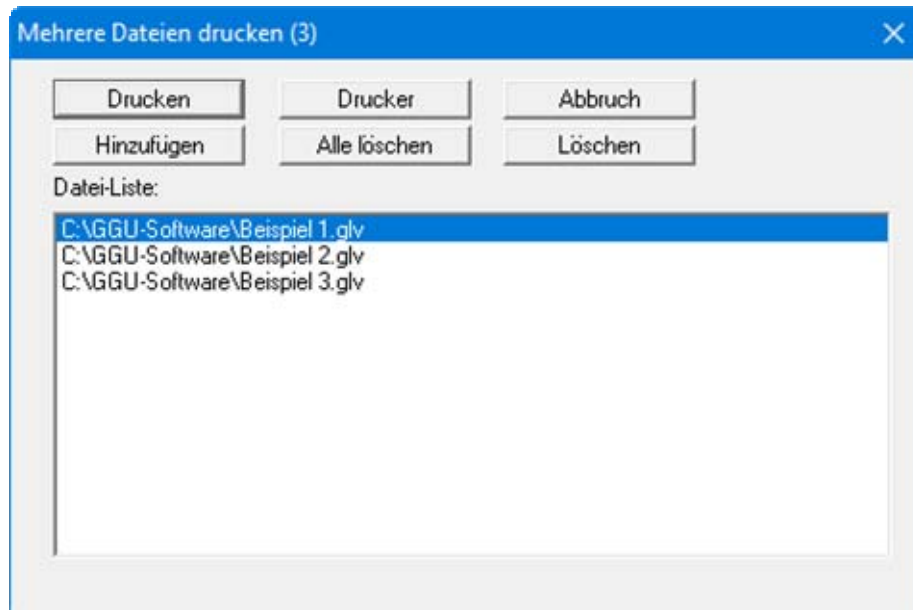 Mehrere Dateien drucken (3)
Drucken Drucker Abbruch
Hinzufügen Alle löschen Löschen
Datei-Liste:
C:\GGU-Software\Beispiel 1.glv
C:\GGU-Software\Beispiel 2.glv
C:\GGU-Software\Beispiel 3.glv